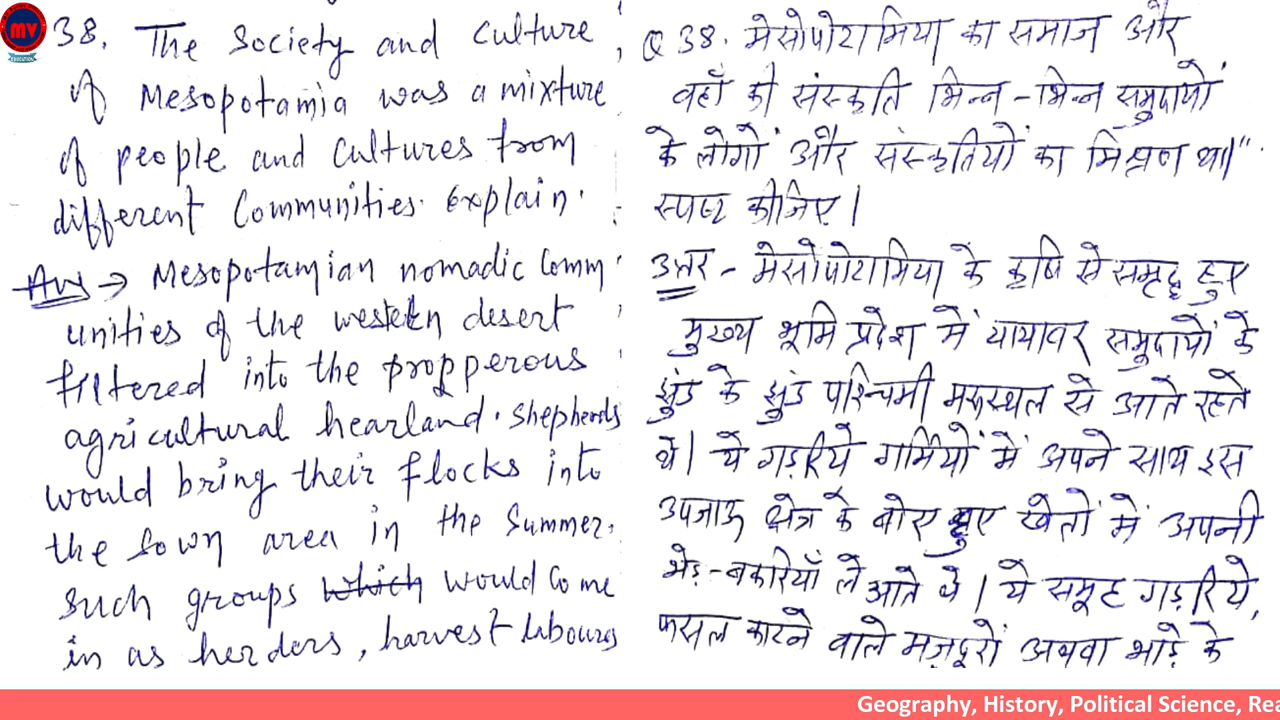 mv
EDUCATION
38. The Society and Culture
of Mesopotamia was a mixture
of people and cultures from
different Communities. Explain.
Ans → Mesopotamian nomadic Comm
unities of the western desert
filtered into the propperous
agricultural hearland. Shepherds
would bring their flocks into
the sown area in the Summer.
Such groups which would Come
in as herders, harvest laboures
Q 38. मेसोपोटामिया का समाज और
वहाँ की संस्कृति भिन्न-भिन्न समुदायों
के लोगों और संस्कृतियों का मिश्रण था।"
स्पष्ट कीजिए।
उत्तर - मेसोपोटामिया के कृषि से समृद्ध हुए
मुख्य भूमि प्रदेश में यायावर समुदायों के
झुंड के झुंड पश्चिमी मरुस्थल से आते रहते
थे। ये गड़रिये गर्मियों में अपने साथ इस
उपजाऊ क्षेत्र के बोए हुए खेतों में अपनी
भेड़-बकरियाँ ले आते थे। ये समूह गड़रिये,
फसल काटने वाले मजदूरों अथवा भाड़े के
Geography, History, Political Science, Rea